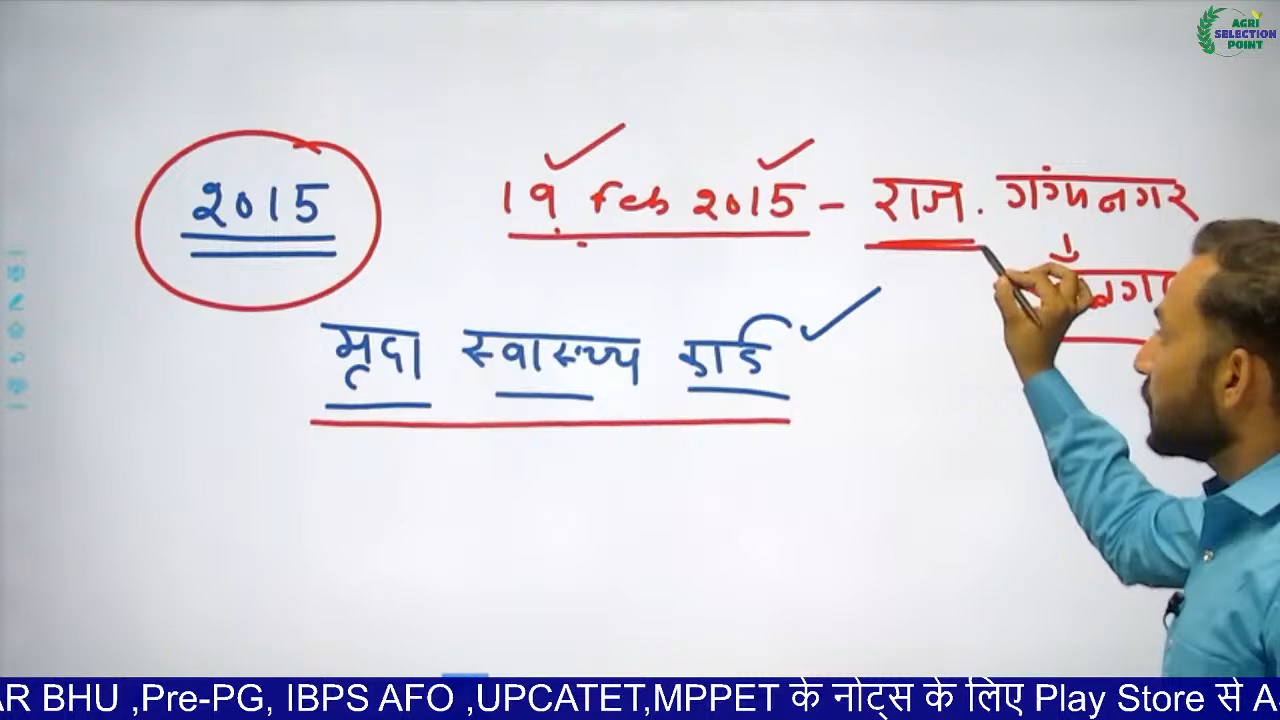 AGRI
SELECTION
POINT
2015
19 Feb 2015 - राज. गंगानगर
मृदा स्वास्थ्य कार्ड
AR BHU ,Pre-PG, IBPS AFO ,UPCATET,MPPET के नोट्स के लिए Play Store से A